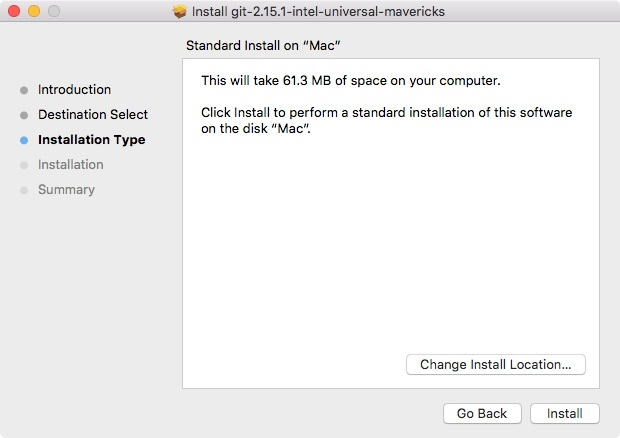 Install git-2.15.1-intel-universal-mavericks
Standard Install on “Mac”
Introduction
Destination Select
Installation Type
Installation
Summary
This will take 61.3 MB of space on your computer.
Click Install to perform a standard installation of this software
on the disk “Mac”.
Change Install Location...
Go Back
Install